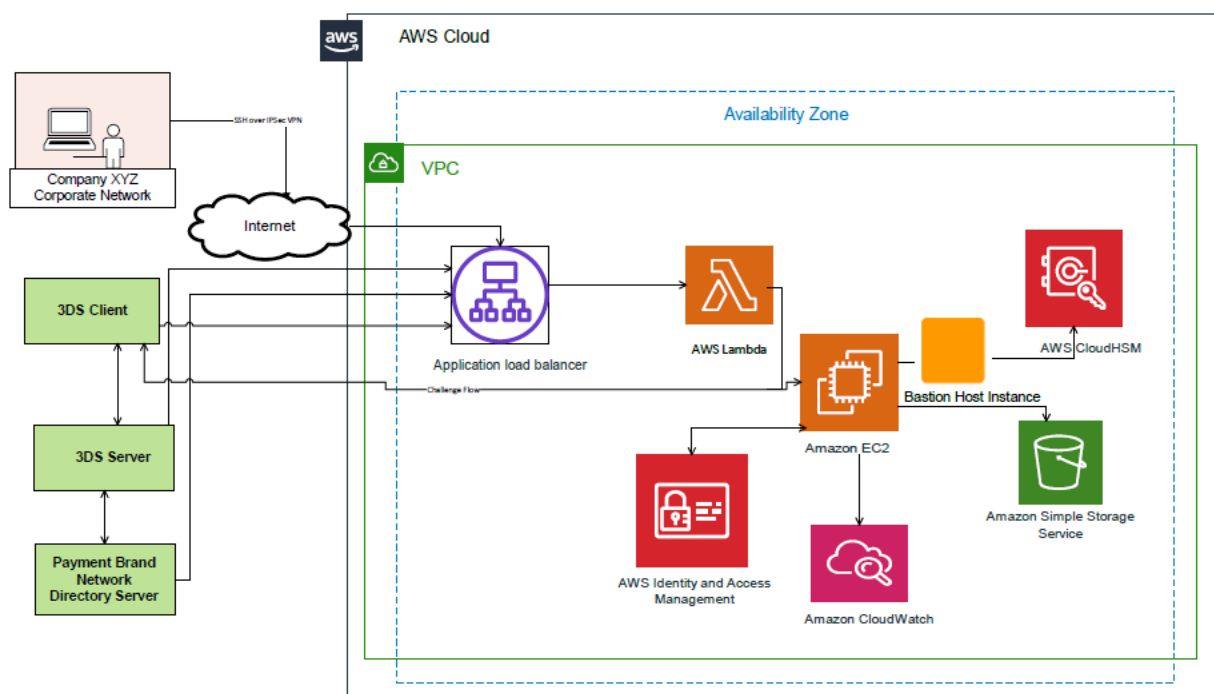 aws
AWS Cloud
Availability Zone
VPC
SSH over IPSec VPN
Company XYZ
Corporate Network
Internet
3DS Client
Application load balancer
AWS Lambda
AWS CloudHSM
Challenge Flow
Bastion Host Instance
3DS Server
Amazon EC2
Amazon Simple Storage
Service
Payment Brand
Network
Directory Server
AWS Identity and Access
Management
Amazon CloudWatch